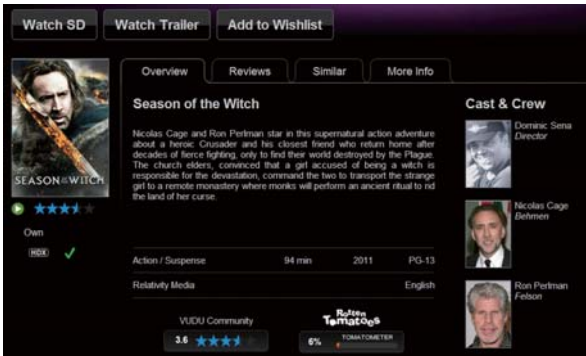 Watch SD
Watch Trailer
Add to Wishlist
Overview
Reviews
Similar
More Info
SEASON OF THE WITCH
Own
HDX
Season of the Witch
Nicolas Cage and Ron Perlman star in this supernatural action adventure
about a heroic Crusader and his closest friend who return home after
decades of fierce fighting, only to find their world destroyed by the Plague.
The church elders, convinced that a girl accused of being a witch is
responsible for the devastation, command the two to transport the strange
girl to a remote monastery where monks will perform an ancient ritual to rid
the land of her curse.
Action / Suspense 94 min 2011 PG-13
Relativity Media English
VUDU Community
3.6
Rotten
Tomatoes
6% TOMATOMETER
Cast & Crew
Dominic Sena
Director
Nicolas Cage
Behmen
Ron Perlman
Felson